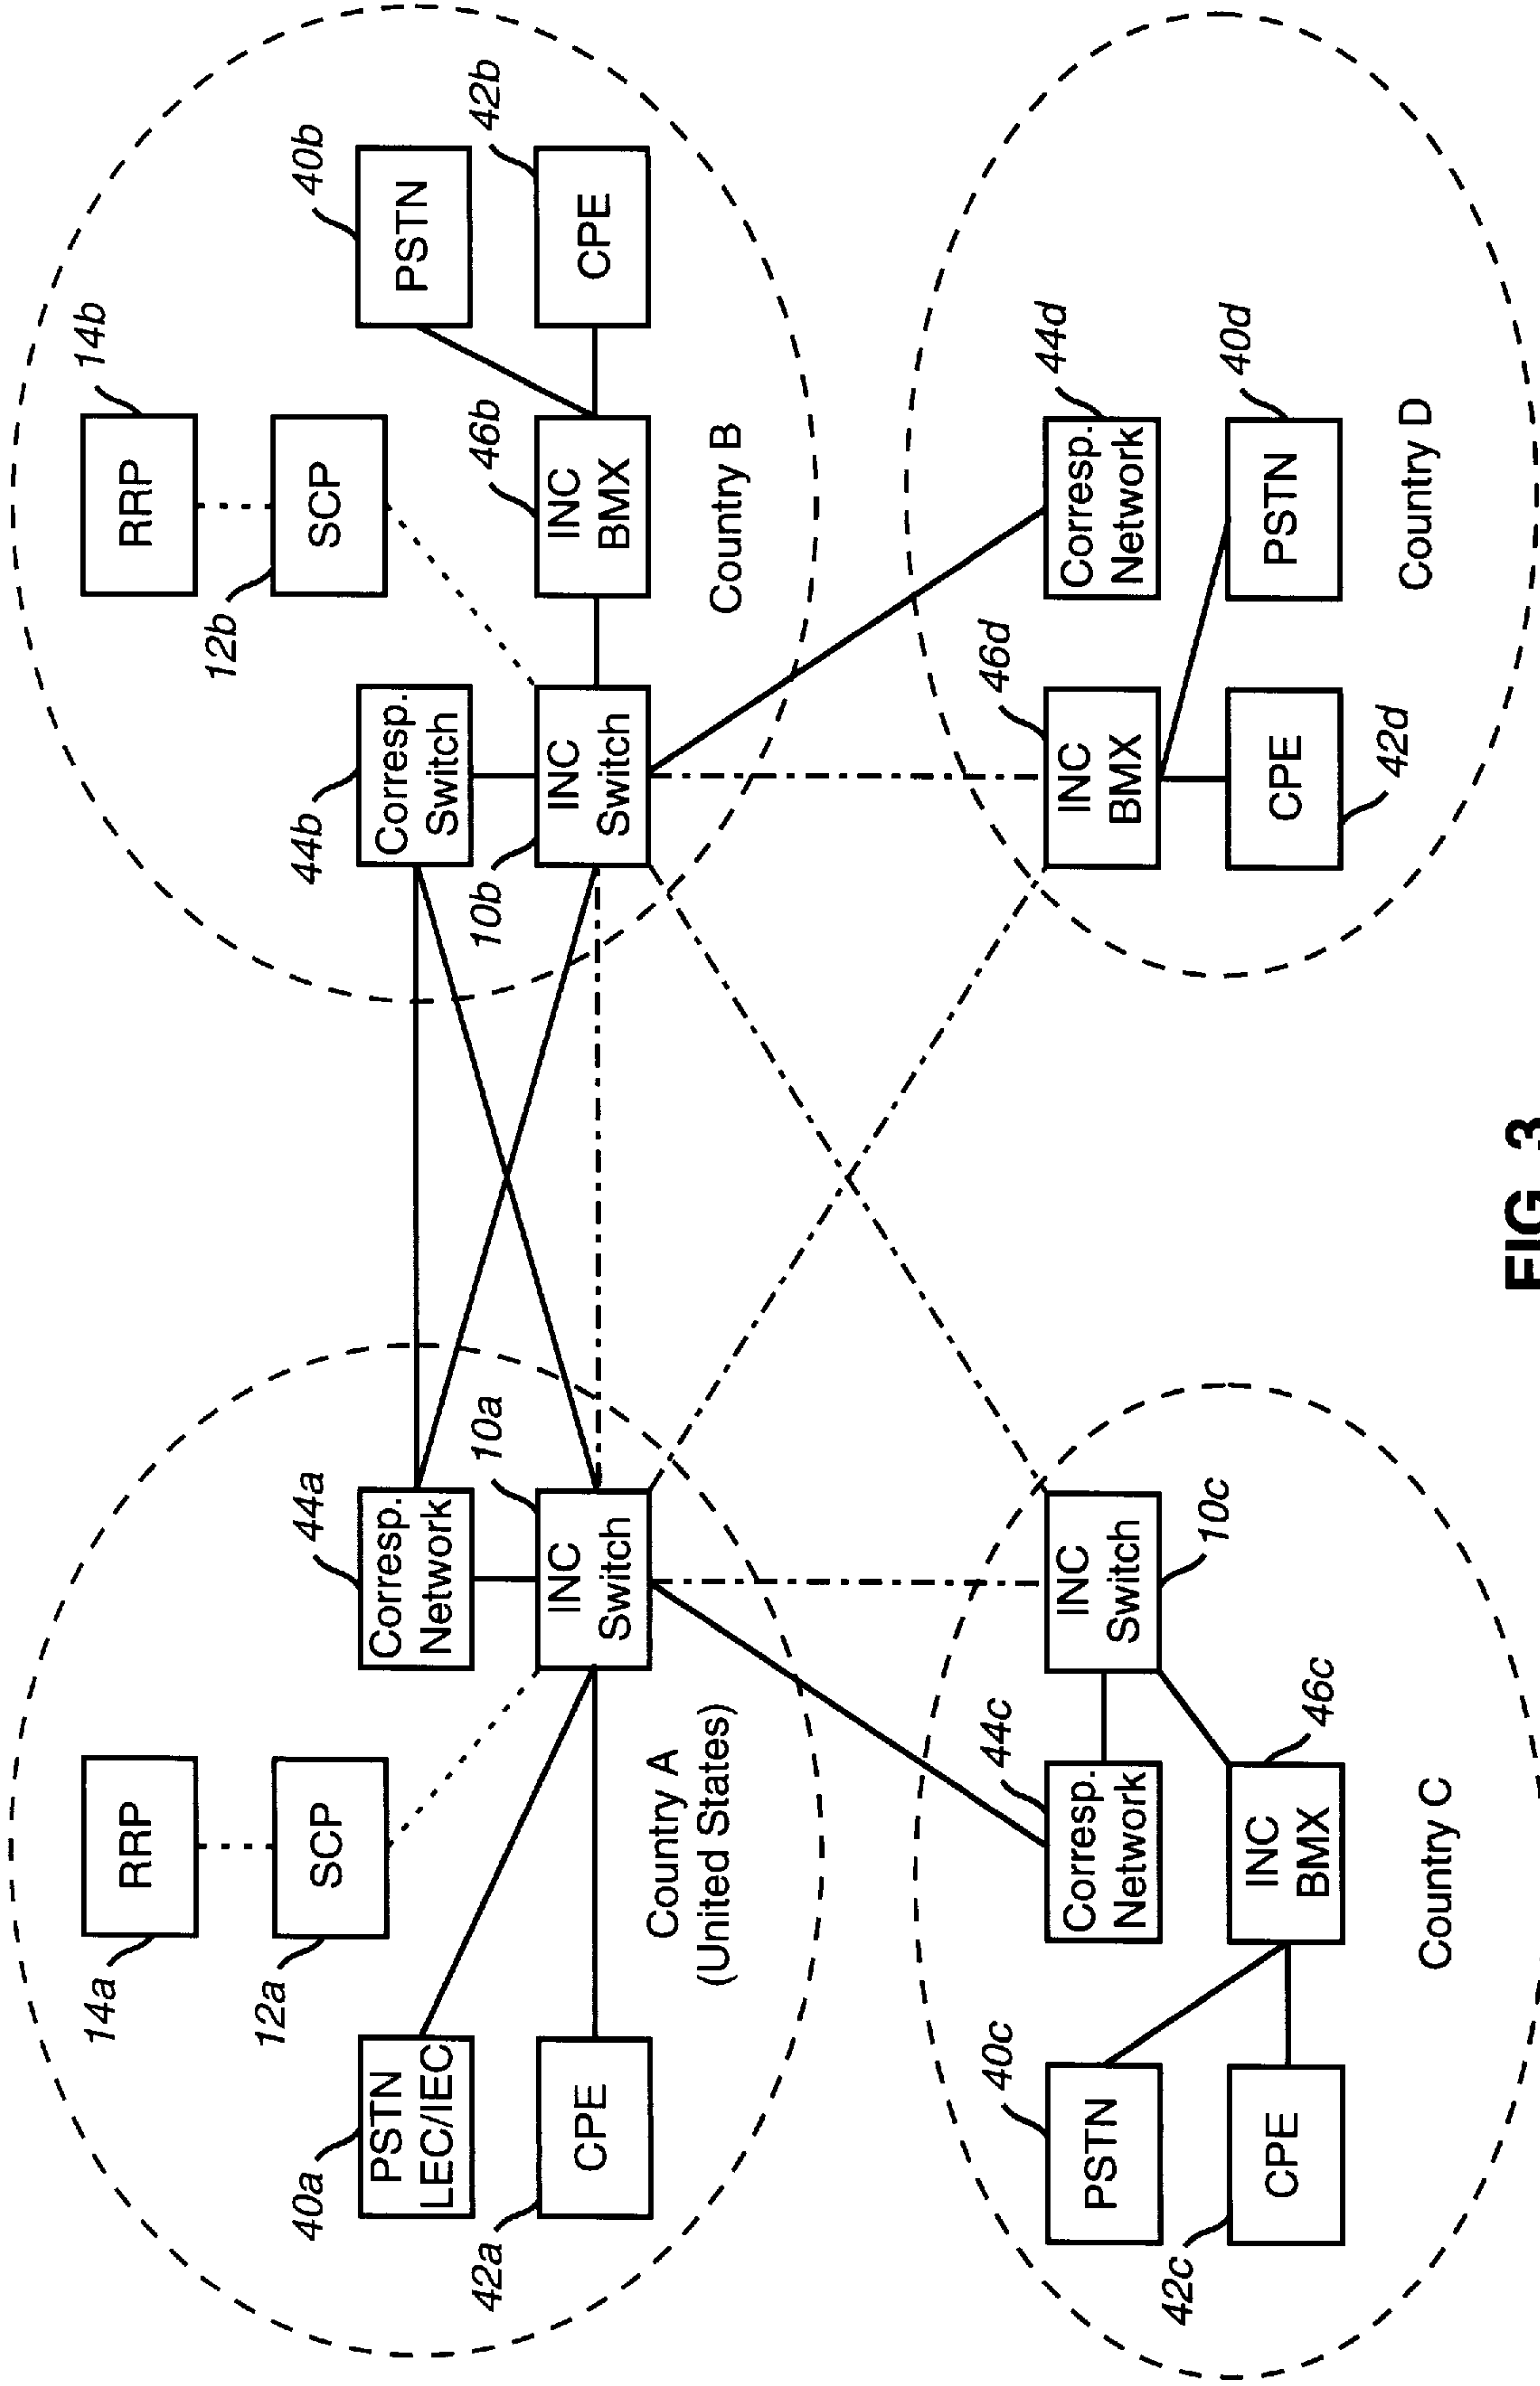 14a
RRP
12a
SCP
40a
PSTN
LEC/IEC
42a
CPE
44a
Corresp.
Network
10a
INC
Switch
Country A
(United States)
14b
RRP
12b
SCP
44b
Corresp.
Switch
10b
INC
Switch
46b
INC
BMX
40b
PSTN
42b
CPE
Country B
40c
PSTN
42c
CPE
44c
Corresp.
Network
46c
INC
BMX
10c
INC
Switch
Country C
46d
INC
BMX
42d
CPE
44d
Corresp.
Network
40d
PSTN
Country D
FIG. 3